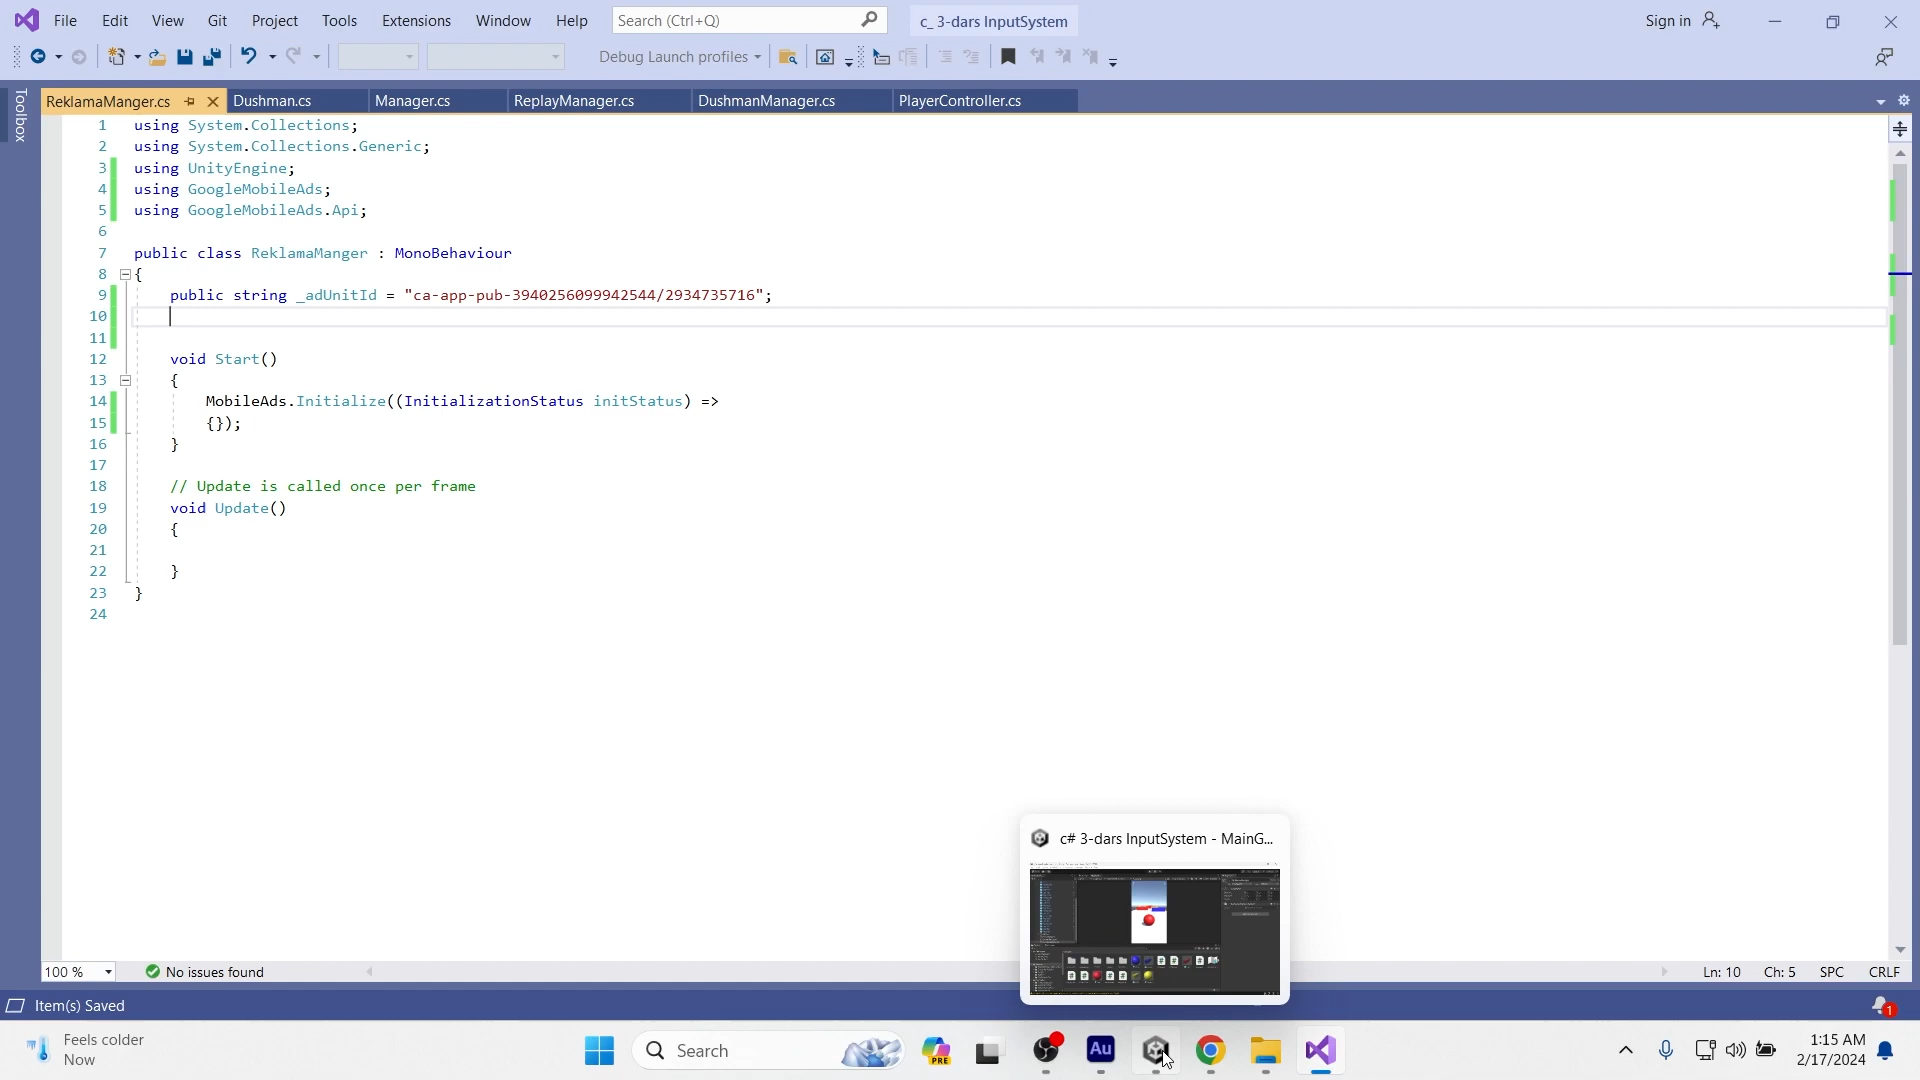 File Edit View Git Project Tools Extensions Window Help Search (Ctrl+Q) c_ 3-dars InputSystem Sign in
Debug Launch profiles
Toolbox
ReklamaManger.cs Dushman.cs Manager.cs ReplayManager.cs DushmanManager.cs PlayerController.cs
1 using System.Collections;
2 using System.Collections.Generic;
3 using UnityEngine;
4 using GoogleMobileAds;
5 using GoogleMobileAds.Api;
6
7 public class ReklamaManger : MonoBehaviour
8 {
9 public string _adUnitId = "ca-app-pub-3940256099942544/2934735716";
10
11
12 void Start()
13 {
14 MobileAds.Initialize((InitializationStatus initStatus) =>
15 {});
16 }
17
18 // Update is called once per frame
19 void Update()
20 {
21
22 }
23 }
24
c# 3-dars InputSystem - MainG...
100 % No issues found Ln: 10 Ch: 5 SPC CRLF
Item(s) Saved 1
Feels colder
Now
Search PRE Au
1:15 AM
2/17/2024